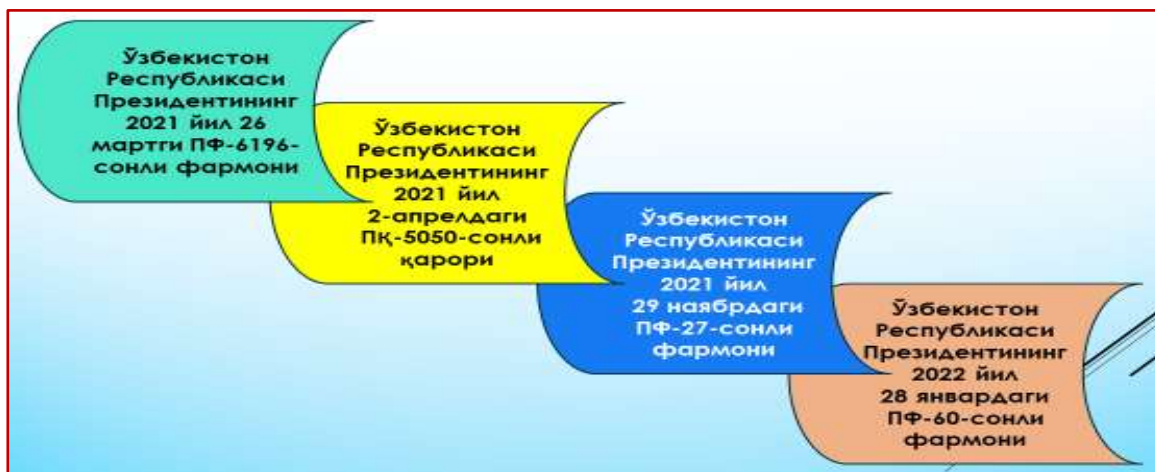 Ўзбекистон
Республикаси
Президентининг
2021 йил 26
мартги ПФ-6196-
сонли фармони
Ўзбекистон
Республикаси
Президентининг
2021 йил
2-апрелдаги
ПҚ-5050-сонли
қарори
Ўзбекистон
Республикаси
Президентининг
2021 йил
29 наябрдаги
ПФ-27-сонли
фармони
Ўзбекистон
Республикаси
Президентининг
2022 йил
28 январдаги
ПФ-60-сонли
фармони